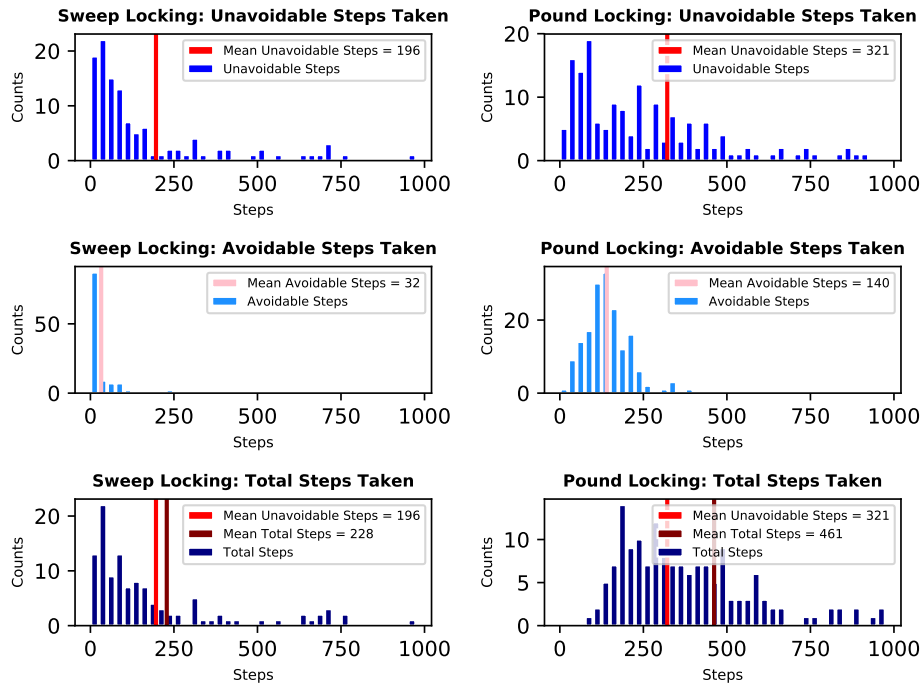 Sweep Locking: Unavoidable Steps Taken
Mean Unavoidable Steps = 196
Unavoidable Steps
Counts
20
10
0
0 250 500 750 1000
Steps
Pound Locking: Unavoidable Steps Taken
Mean Unavoidable Steps = 321
Unavoidable Steps
Counts
20
10
0
0 250 500 750 1000
Steps
Sweep Locking: Avoidable Steps Taken
Mean Avoidable Steps = 32
Avoidable Steps
Counts
50
0
0 250 500 750 1000
Steps
Pound Locking: Avoidable Steps Taken
Mean Avoidable Steps = 140
Avoidable Steps
Counts
20
0
0 250 500 750 1000
Steps
Sweep Locking: Total Steps Taken
Mean Unavoidable Steps = 196
Mean Total Steps = 228
Total Steps
Counts
20
10
0
0 250 500 750 1000
Steps
Pound Locking: Total Steps Taken
Mean Unavoidable Steps = 321
Mean Total Steps = 461
Total Steps
Counts
10
5
0
0 250 500 750 1000
Steps